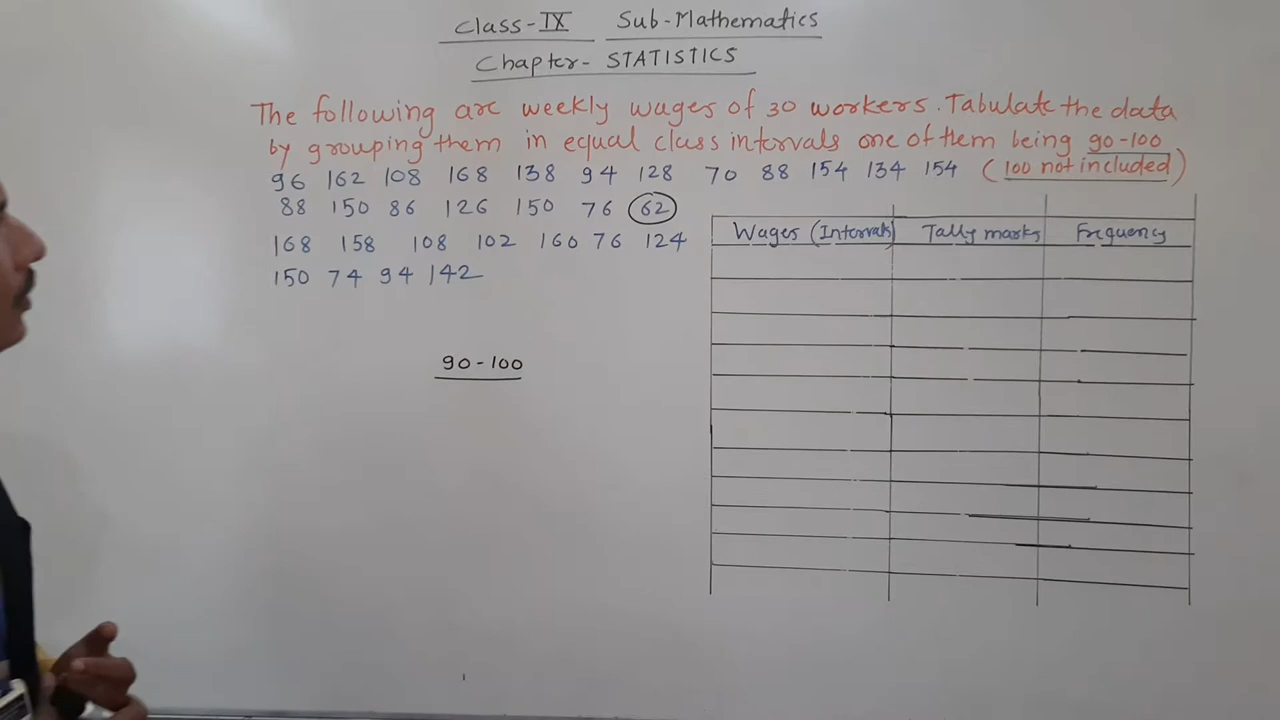 Class-IX Sub-Mathematics
Chapter- STATISTICS
The following are weekly wages of 30 workers. Tabulate the data
by grouping them in equal class intervals one of them being 90-100
96 162 108 168 138 94 128 70 88 154 134 154 (100 not included)
88 150 86 126 150 76 62
168 158 108 102 160 76 124
150 74 94 142
90-100
Wages (Intervals) Tally marks Frequency